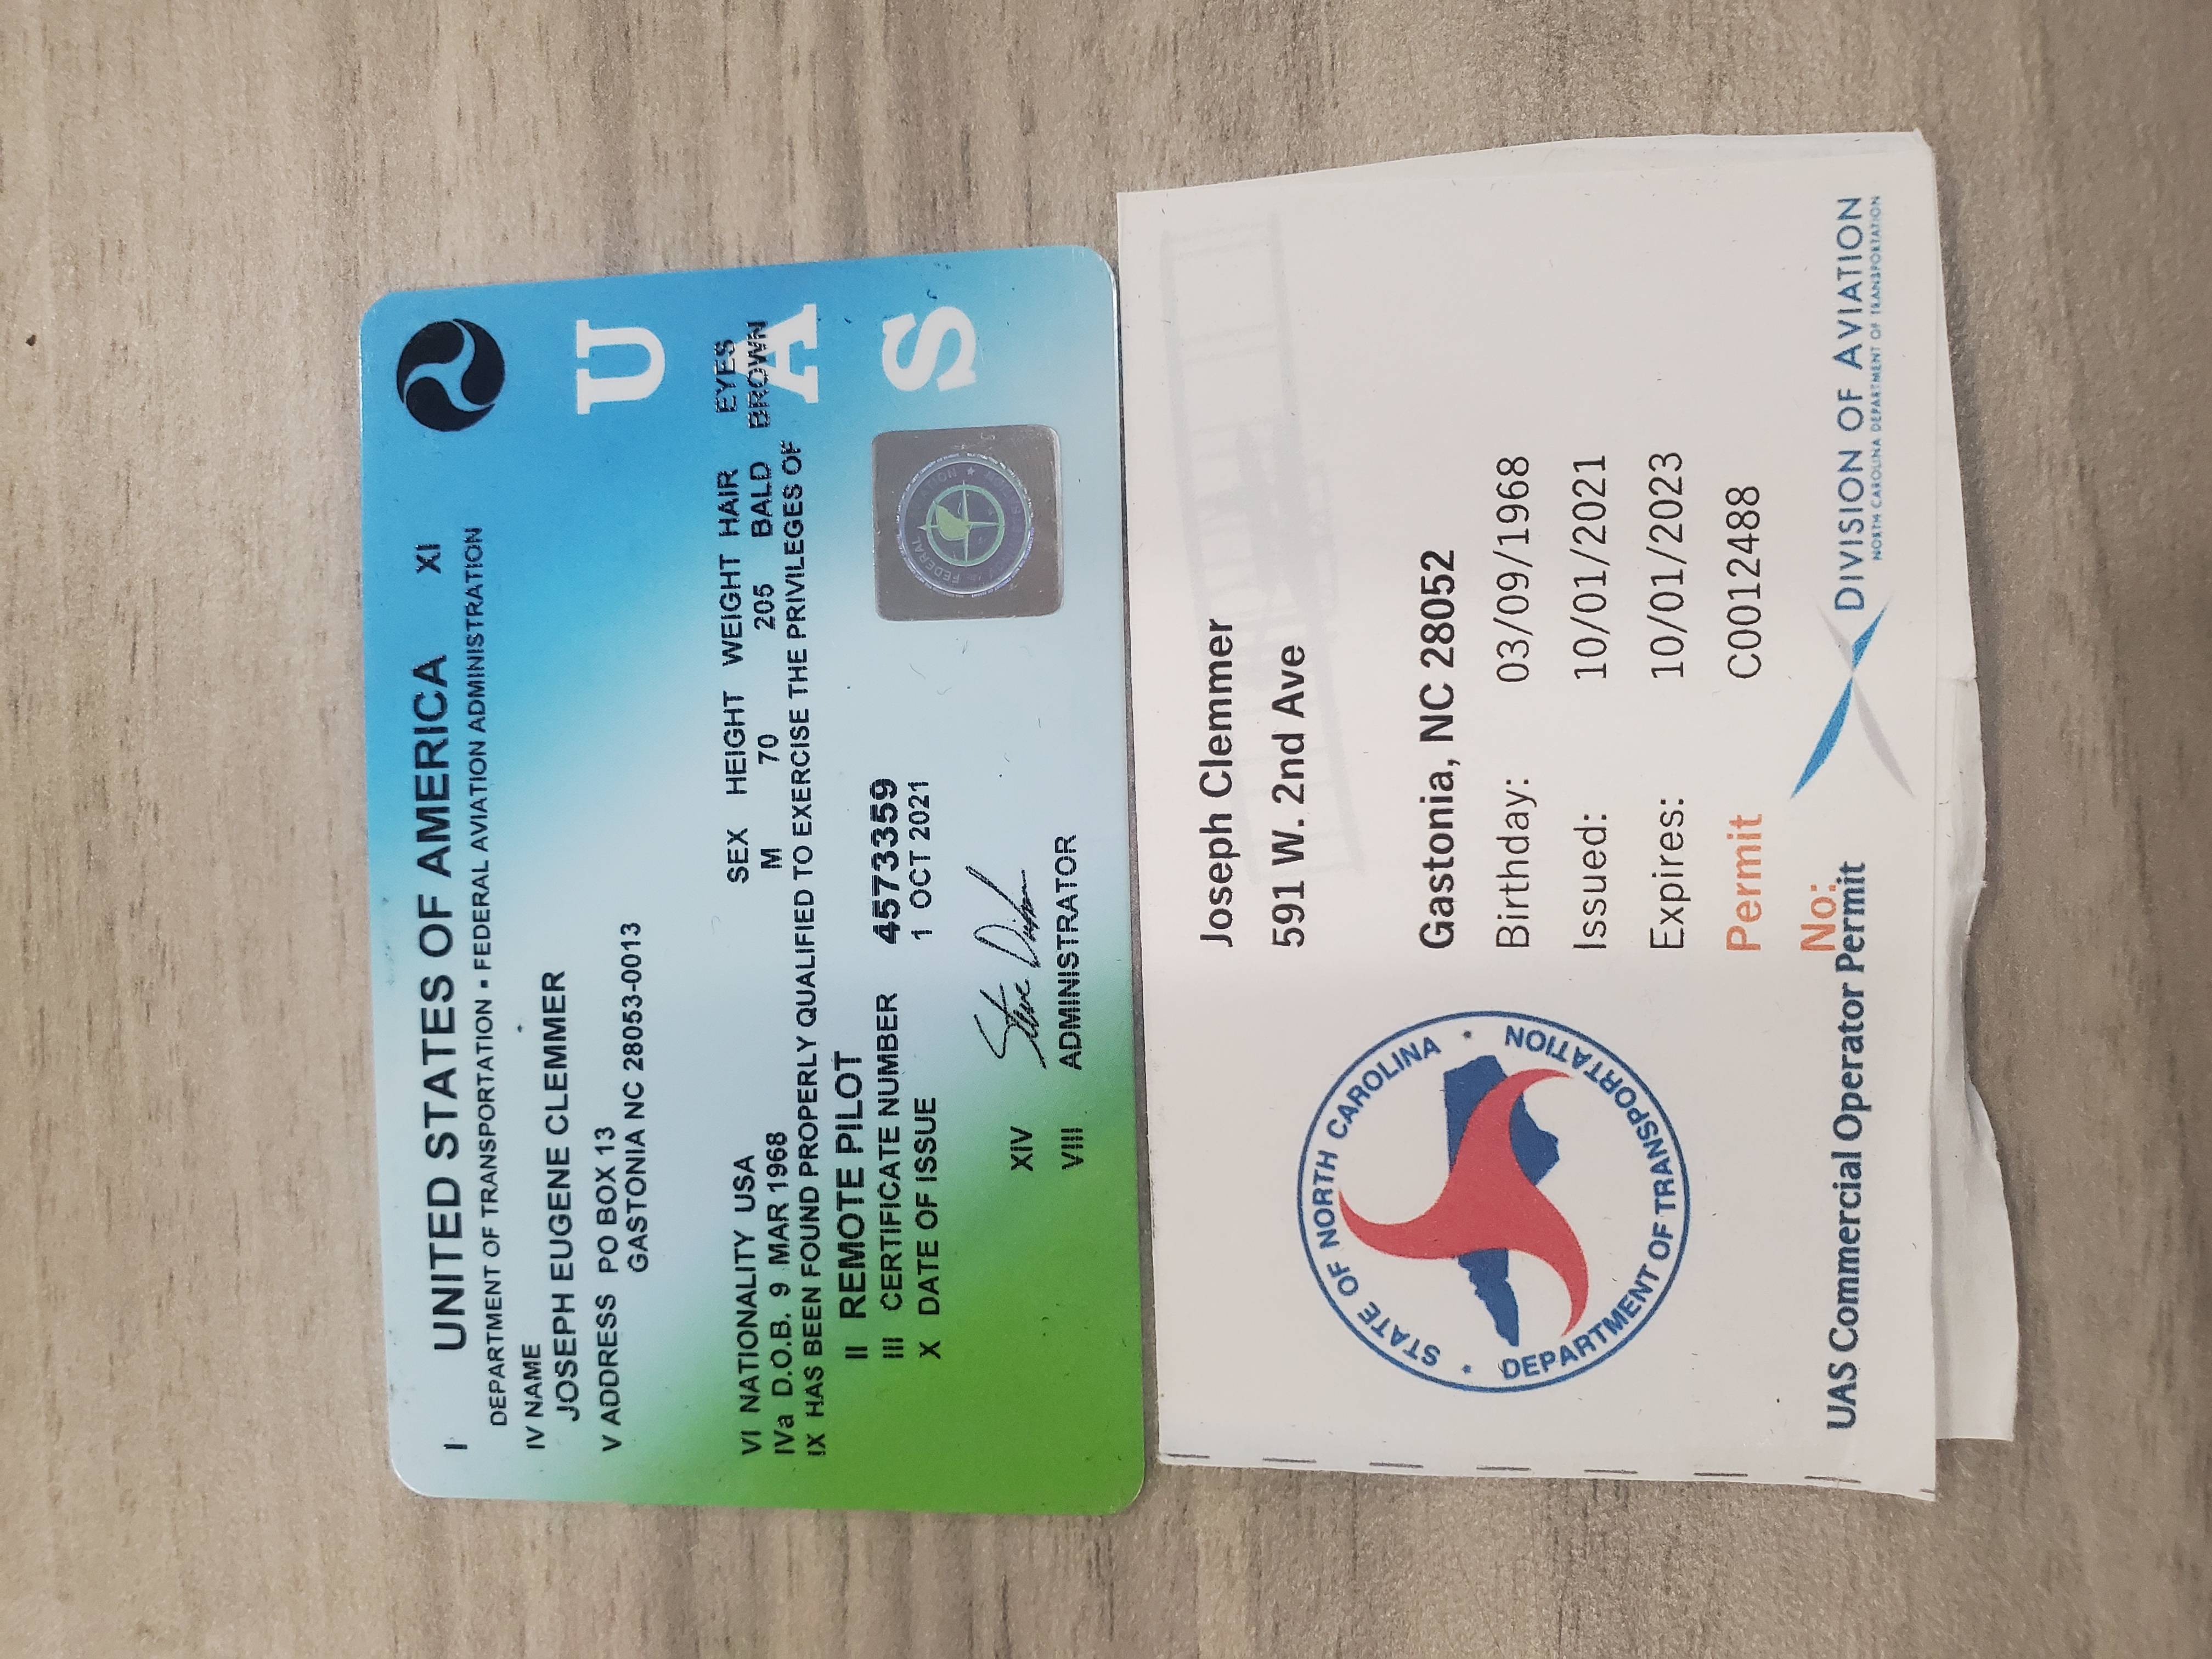 I UNITED STATES OF AMERICA XI
DEPARTMENT OF TRANSPORTATION • FEDERAL AVIATION ADMINISTRATION
IV NAME
JOSEPH EUGENE CLEMMER
V ADDRESS PO BOX 13
GASTONIA NC 28053-0013
U
A
S
SEX HEIGHT WEIGHT HAIR EYES
VI NATIONALITY USA M 70 205 BALD BROWN
IVa D.O.B. 9 MAR 1968
IX HAS BEEN FOUND PROPERLY QUALIFIED TO EXERCISE THE PRIVILEGES OF
II REMOTE PILOT
III CERTIFICATE NUMBER 4573359
X DATE OF ISSUE 1 OCT 2021
XIV
VIII ADMINISTRATOR
FEDERAL
Joseph Clemmer
591 W. 2nd Ave
Gastonia, NC 28052
Birthday: 03/09/1968
Issued: 10/01/2021
Expires: 10/01/2023
Permit C0012488
No:
STATE OF NORTH CAROLINA
DEPARTMENT OF TRANSPORTATION
UAS Commercial Operator Permit
DIVISION OF AVIATION
NORTH CAROLINA DEPARTMENT OF TRANSPORTATION